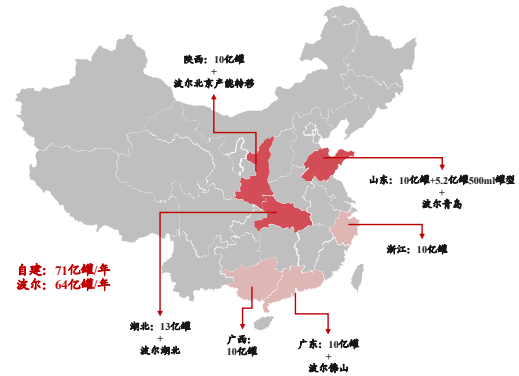 陕西：10亿罐
+
波尔北京产能转移
山东：10亿罐+5.2亿罐500ml罐型
+
波尔青岛
浙江：10亿罐
自建：71亿罐/年
波尔：64亿罐/年
湖北：13亿罐
+
波尔湖北
广西：
10亿罐
广东：10亿罐
+
波尔佛山